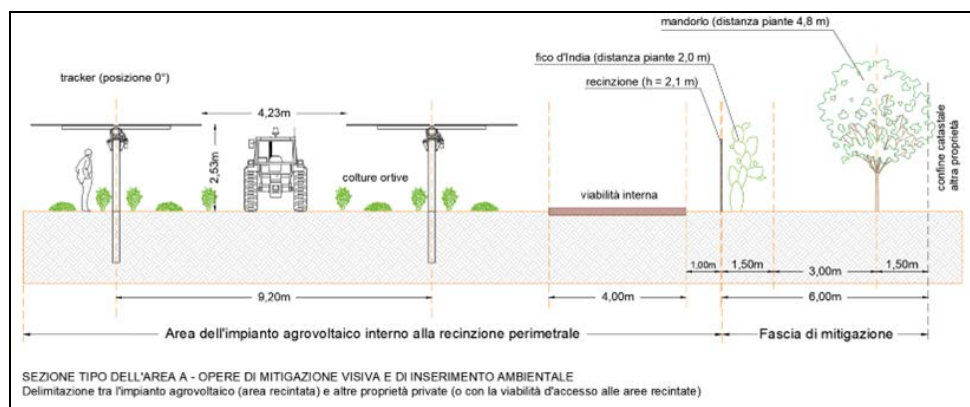 mandorlo (distanza piante 4,8 m)
fico d'India (distanza piante 2,0 m)
tracker (posizione 0°)
recinzione (h = 2,1 m)
4,23m
2,53m
colture ortive
viabilità interna
confine catastale
altra proprietà
1,00m
1,50m
3,00m
1,50m
9,20m
4,00m
6,00m
Area dell'impianto agrovoltaico interno alla recinzione perimetrale
Fascia di mitigazione
SEZIONE TIPO DELL'AREA A - OPERE DI MITIGAZIONE VISIVA E DI INSERIMENTO AMBIENTALE
Delimitazione tra l'impianto agrovoltaico (area recintata) e altre proprietà private (o con la viabilità d'accesso alle aree recintate)